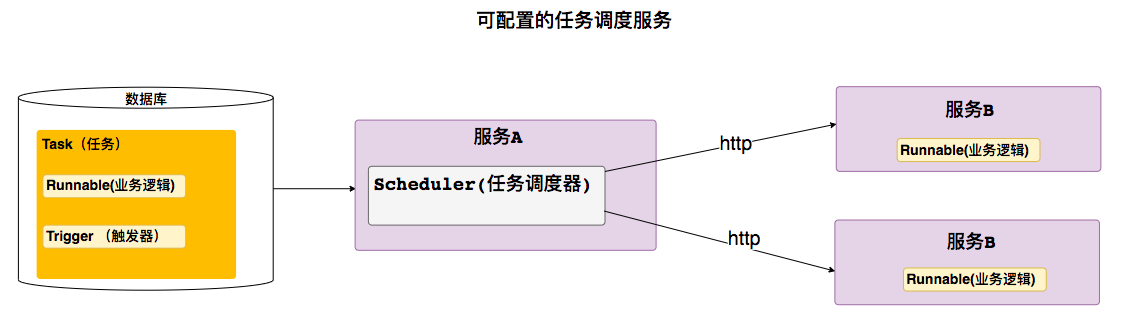 可配置的任务调度服务
数据库
Task（任务）
Runnable(业务逻辑)
Trigger （触发器）
服务A
Scheduler(任务调度器)
http
http
服务B
Runnable(业务逻辑)
服务B
Runnable(业务逻辑)